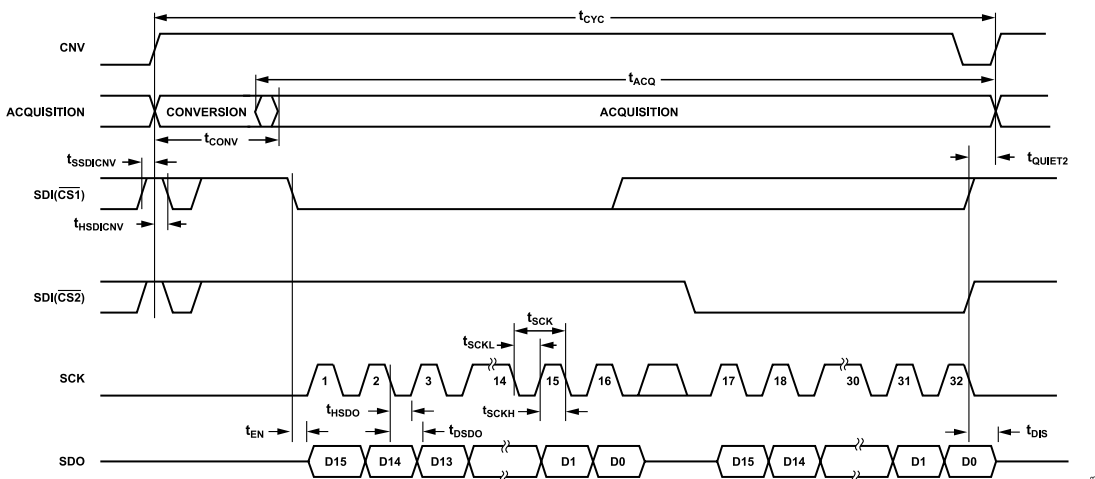 tCYC
CNV
tACQ
ACQUISITION CONVERSION ACQUISITION
tCONV
tSSDICNV tQUIET2
SDI(CS1)
tHSDICNV
SDI(CS2)
tSCK
tSCKL
SCK 1 2 3 14 15 16 17 18 30 31 32
tHSDO tSCKH
tEN tDSDO tDIS
SDO D15 D14 D13 D1 D0 D15 D14 D1 D0